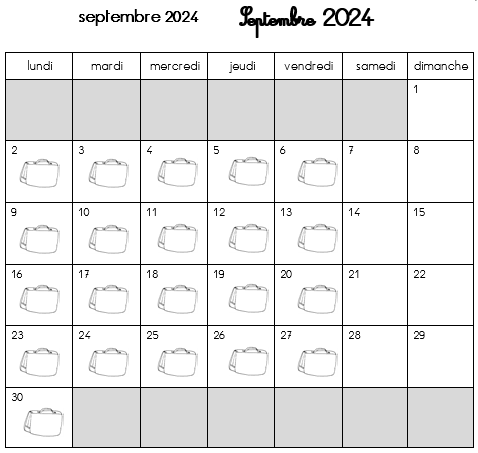 septembre 2024 Septembre 2024
lundi mardi mercredi jeudi vendredi samedi dimanche
1
2 3 4 5 6 7 8
9 10 11 12 13 14 15
16 17 18 19 20 21 22
23 24 25 26 27 28 29
30